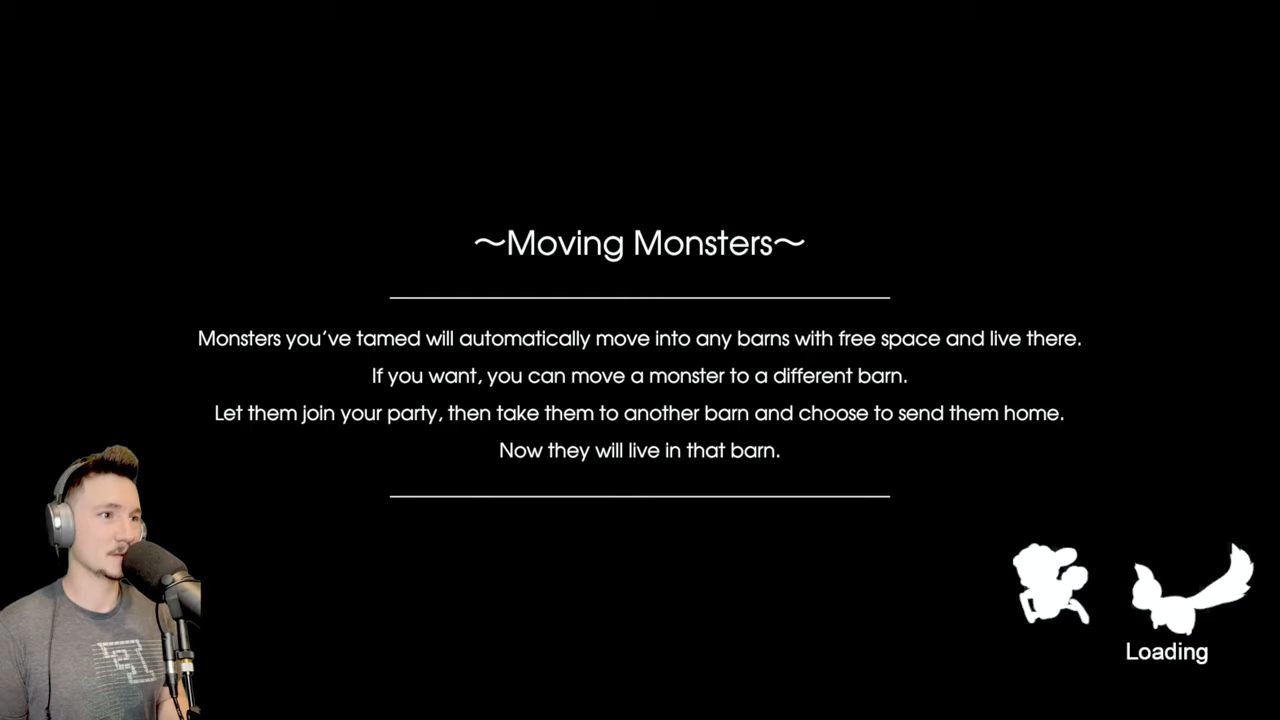 ～Moving Monsters～
Monsters you've tamed will automatically move into any barns with free space and live there.
If you want, you can move a monster to a different barn.
Let them join your party, then take them to another barn and choose to send them home.
Now they will live in that barn.
Loading